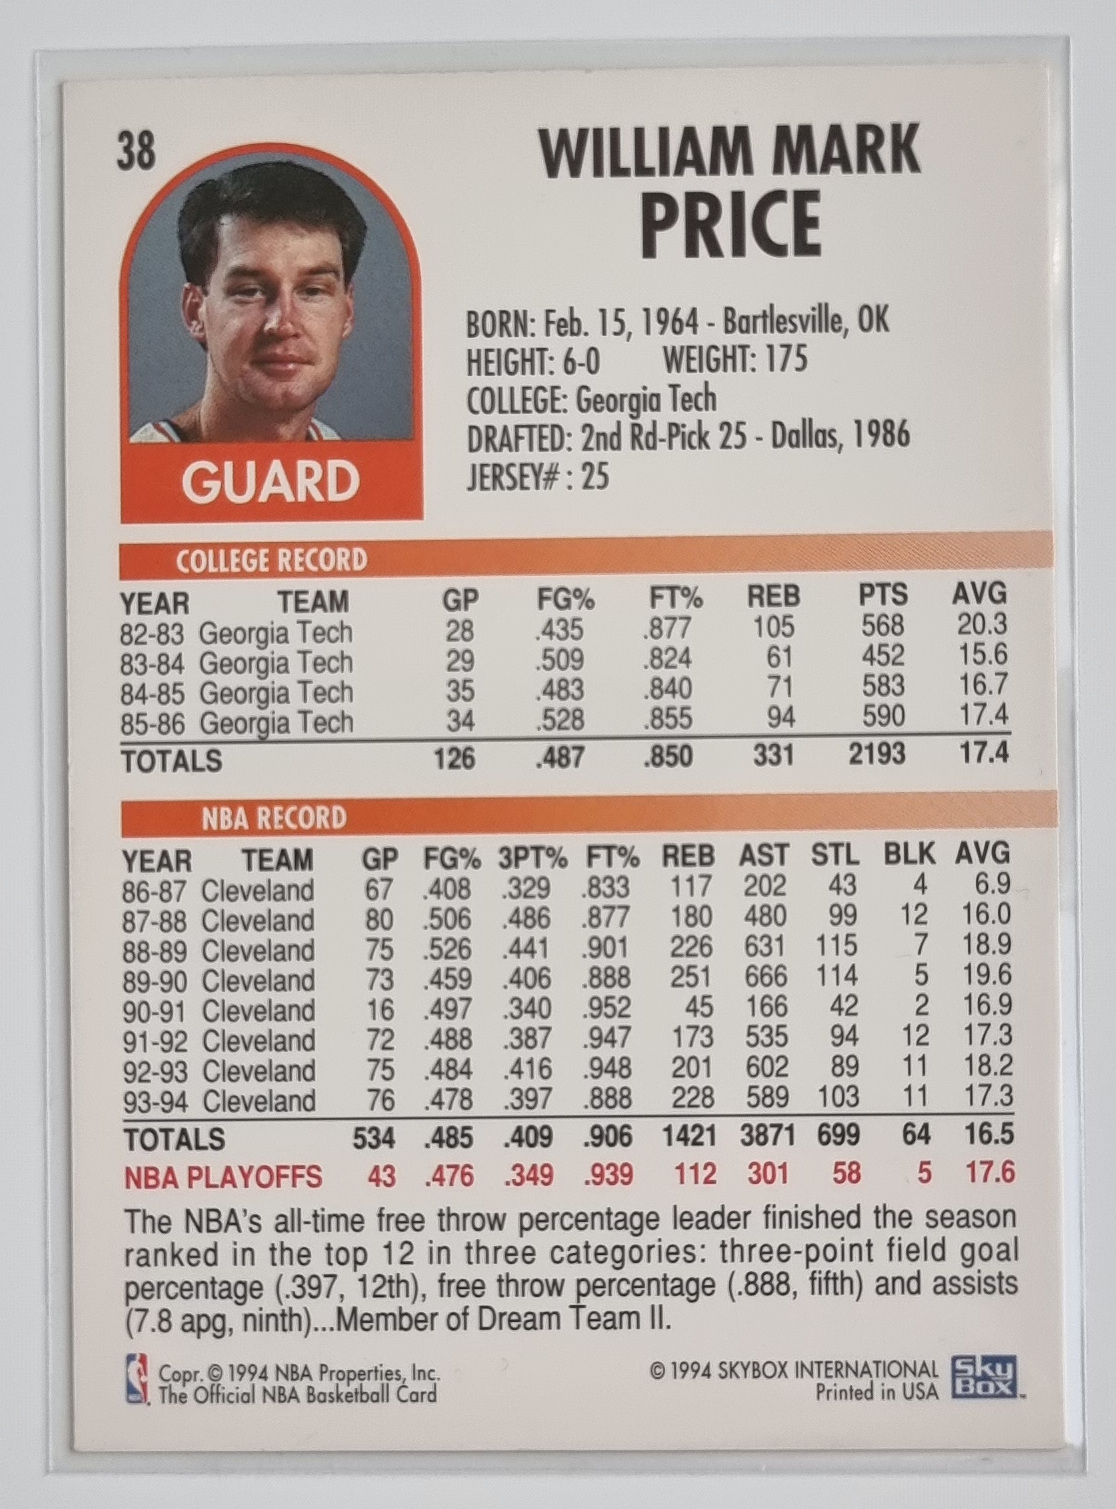 38
WILLIAM MARK
PRICE
BORN: Feb. 15, 1964 - Bartlesville, OK
HEIGHT: 6-0 WEIGHT: 175
COLLEGE: Georgia Tech
DRAFTED: 2nd Rd-Pick 25 - Dallas, 1986
JERSEY# : 25
GUARD
COLLEGE RECORD
YEAR TEAM GP FG% FT% REB PTS AVG
82-83 Georgia Tech 28 .435 .877 105 568 20.3
83-84 Georgia Tech 29 .509 .824 61 452 15.6
84-85 Georgia Tech 35 .483 .840 71 583 16.7
85-86 Georgia Tech 34 .528 .855 94 590 17.4
TOTALS 126 .487 .850 331 2193 17.4
NBA RECORD
YEAR TEAM GP FG% 3PT% FT% REB AST STL BLK AVG
86-87 Cleveland 67 .408 .329 .833 117 202 43 4 6.9
87-88 Cleveland 80 .506 .486 .877 180 480 99 12 16.0
88-89 Cleveland 75 .526 .441 .901 226 631 115 7 18.9
89-90 Cleveland 73 .459 .406 .888 251 666 114 5 19.6
90-91 Cleveland 16 .497 .340 .952 45 166 42 2 16.9
91-92 Cleveland 72 .488 .387 .947 173 535 94 12 17.3
92-93 Cleveland 75 .484 .416 .948 201 602 89 11 18.2
93-94 Cleveland 76 .478 .397 .888 228 589 103 11 17.3
TOTALS 534 .485 .409 .906 1421 3871 699 64 16.5
NBA PLAYOFFS 43 .476 .349 .939 112 301 58 5 17.6
The NBA's all-time free throw percentage leader finished the season
ranked in the top 12 in three categories: three-point field goal
percentage (.397, 12th), free throw percentage (.888, fifth) and assists
(7.8 apg, ninth)...Member of Dream Team II.
Copr. © 1994 NBA Properties, Inc.
The Official NBA Basketball Card
© 1994 SKYBOX INTERNATIONAL
Printed in USA
NBA
Sky
Box